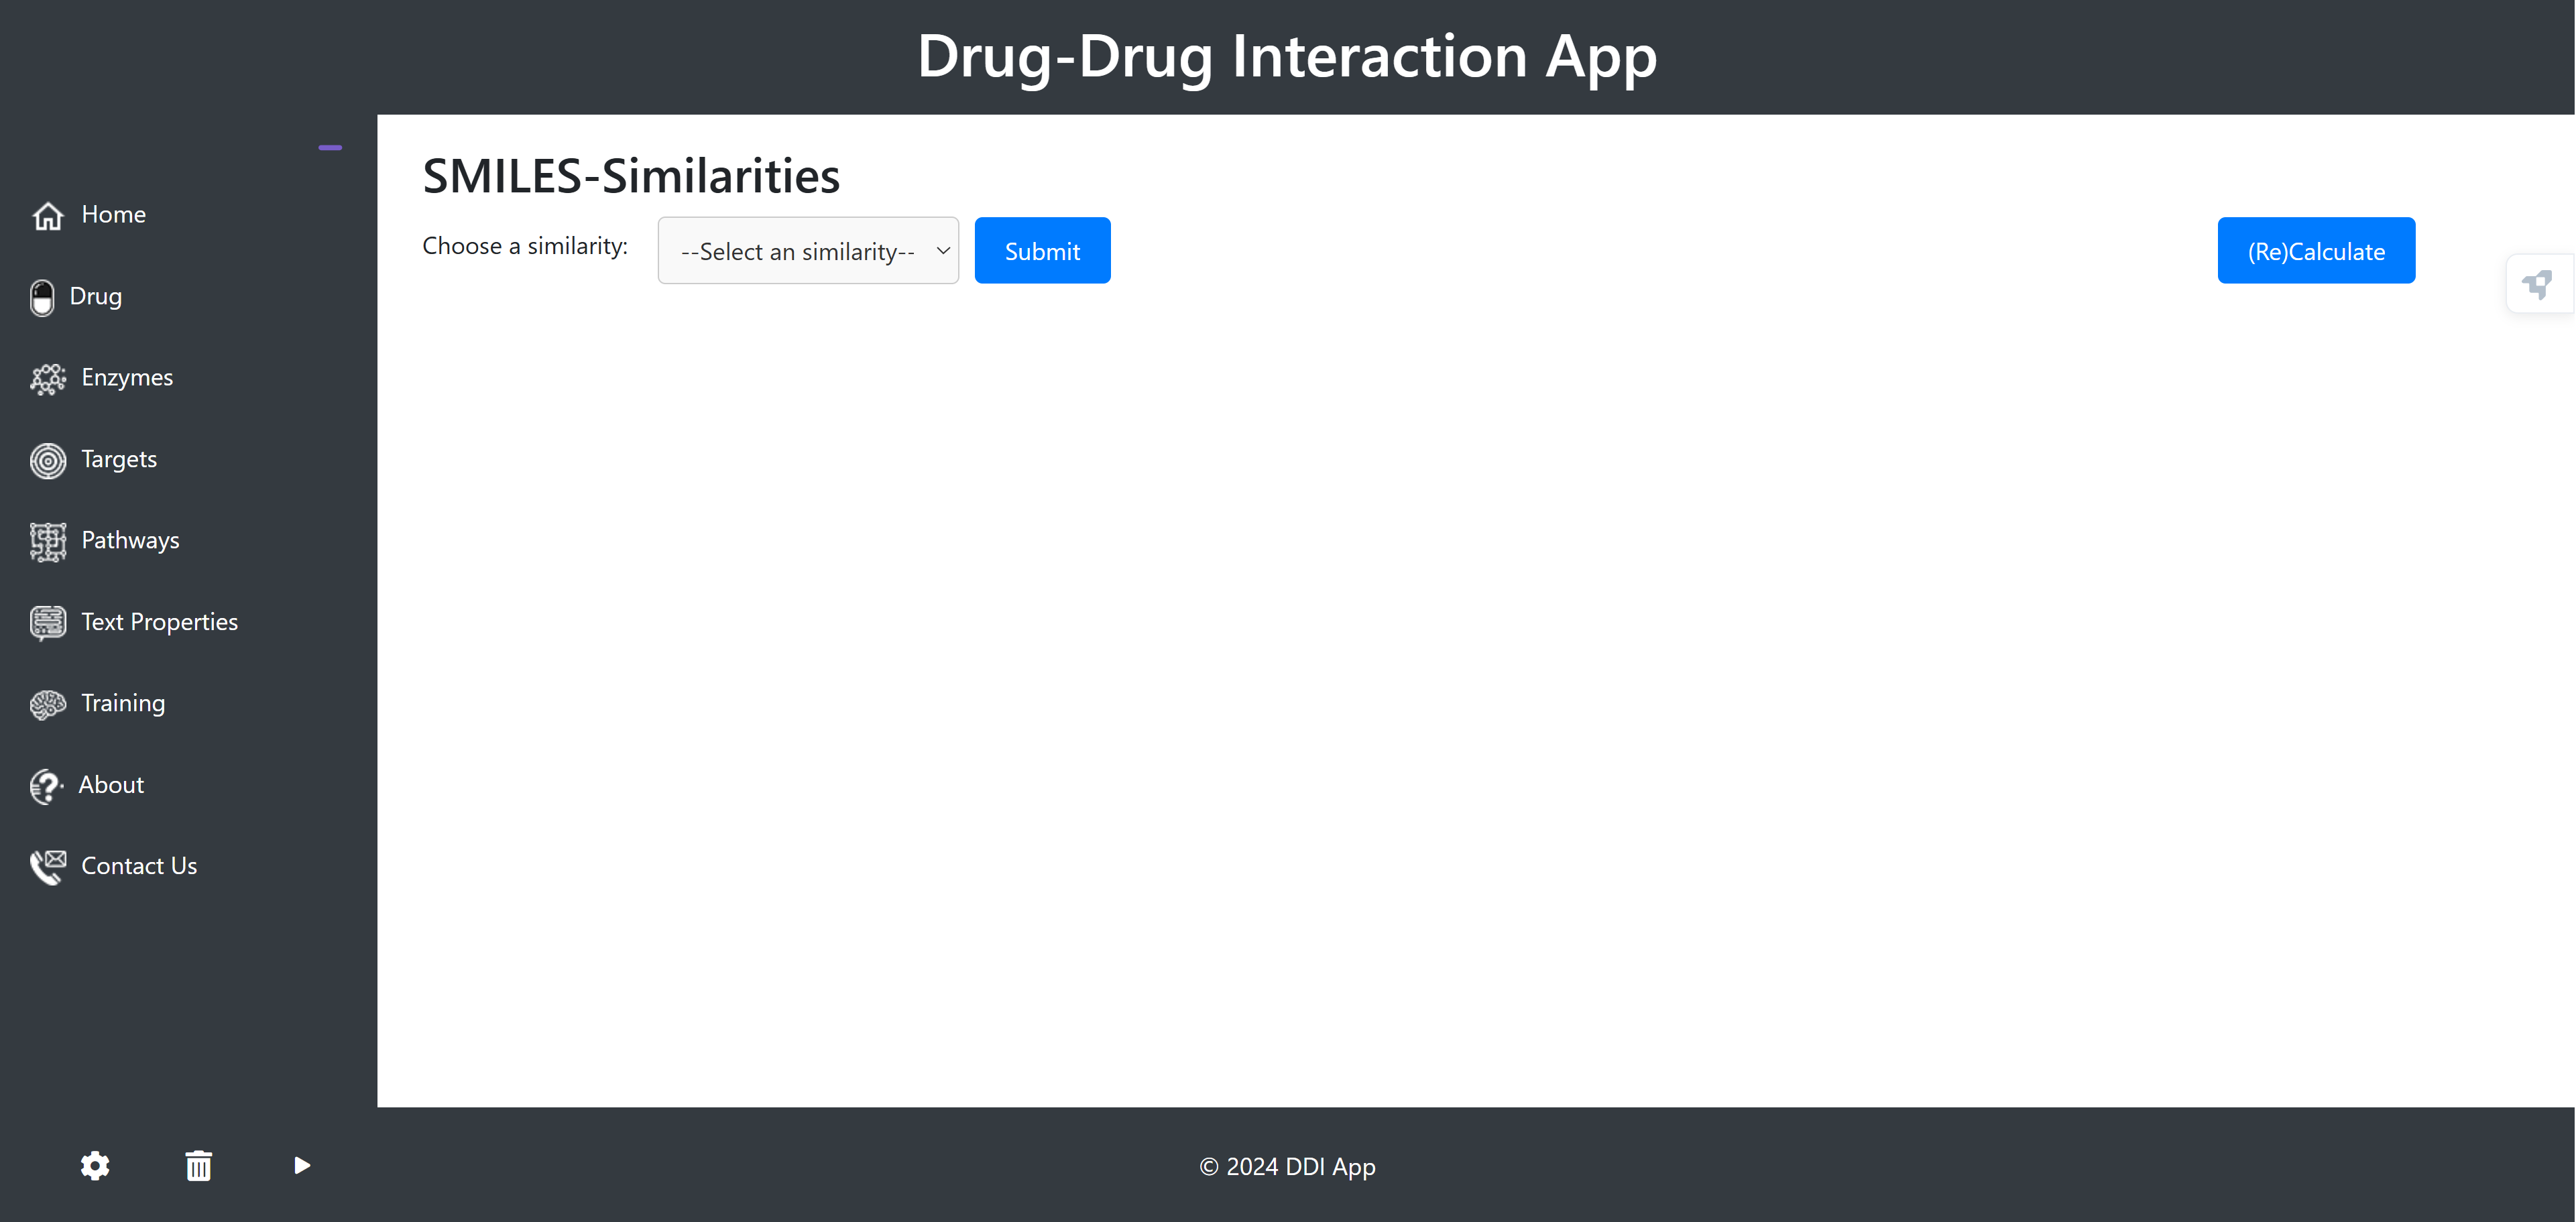 Drug-Drug Interaction App
Home
Drug
Enzymes
Targets
Pathways
Text Properties
Training
About
Contact Us
SMILES-Similarities
Choose a similarity: --Select an similarity-- Submit (Re)Calculate
© 2024 DDI App